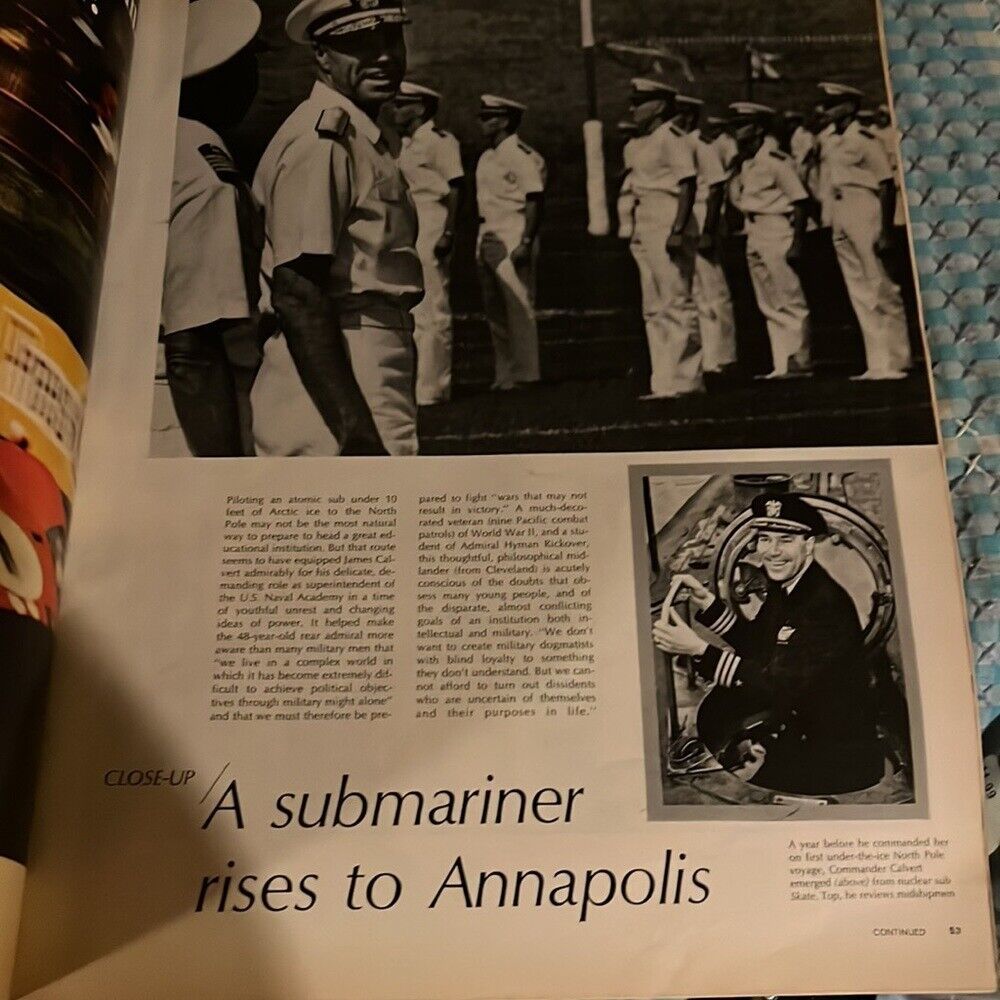 Piloting an atomic sub under 10
feet of Arctic ice to the North
Pole may not be the most natural
way to prepare to head a great ed-
ucational institution. But that route
seems to have equipped James Cal-
vert admirably for his delicate, de-
manding role as superintendent of
the U.S. Naval Academy in a time
of youthful unrest and changing
ideas of power. It helped make
the 48-year-old rear admiral more
aware than many military men that
"we live in a complex world in
which it has become extremely dif-
ficult to achieve political objec-
tives through military might alone"
and that we must therefore be pre-
pared to fight "wars that may not
result in victory." A much-deco-
rated veteran (nine Pacific combat
patrols) of World War II, and a stu-
dent of Admiral Hyman Rickover,
this thoughtful, philosophical mid-
lander (from Cleveland) is acutely
conscious of the doubts that ob-
sess many young people, and of
the disparate, almost conflicting
goals of an institution both in-
tellectual and military. "We don't
want to create military dogmatists
with blind loyalty to something
they don't understand. But we can-
not afford to turn out dissidents
who are uncertain of themselves
and their purposes in life."
CLOSE-UP / A submariner
rises to Annapolis
A year before he commanded her
on first under-the-ice North Pole
voyage, Commander Calvert
emerged (above) from nuclear sub
Skate. Top, he reviews midshipmen
CONTINUED 53